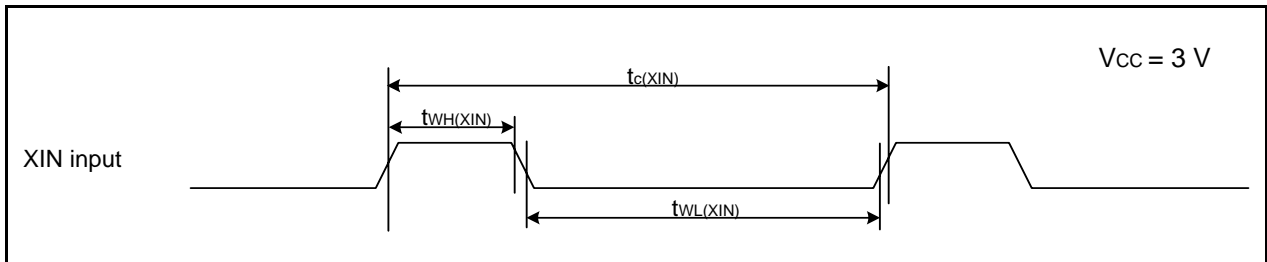 VCC = 3 V
tc(XIN)
tWH(XIN)
XIN input
tWL(XIN)